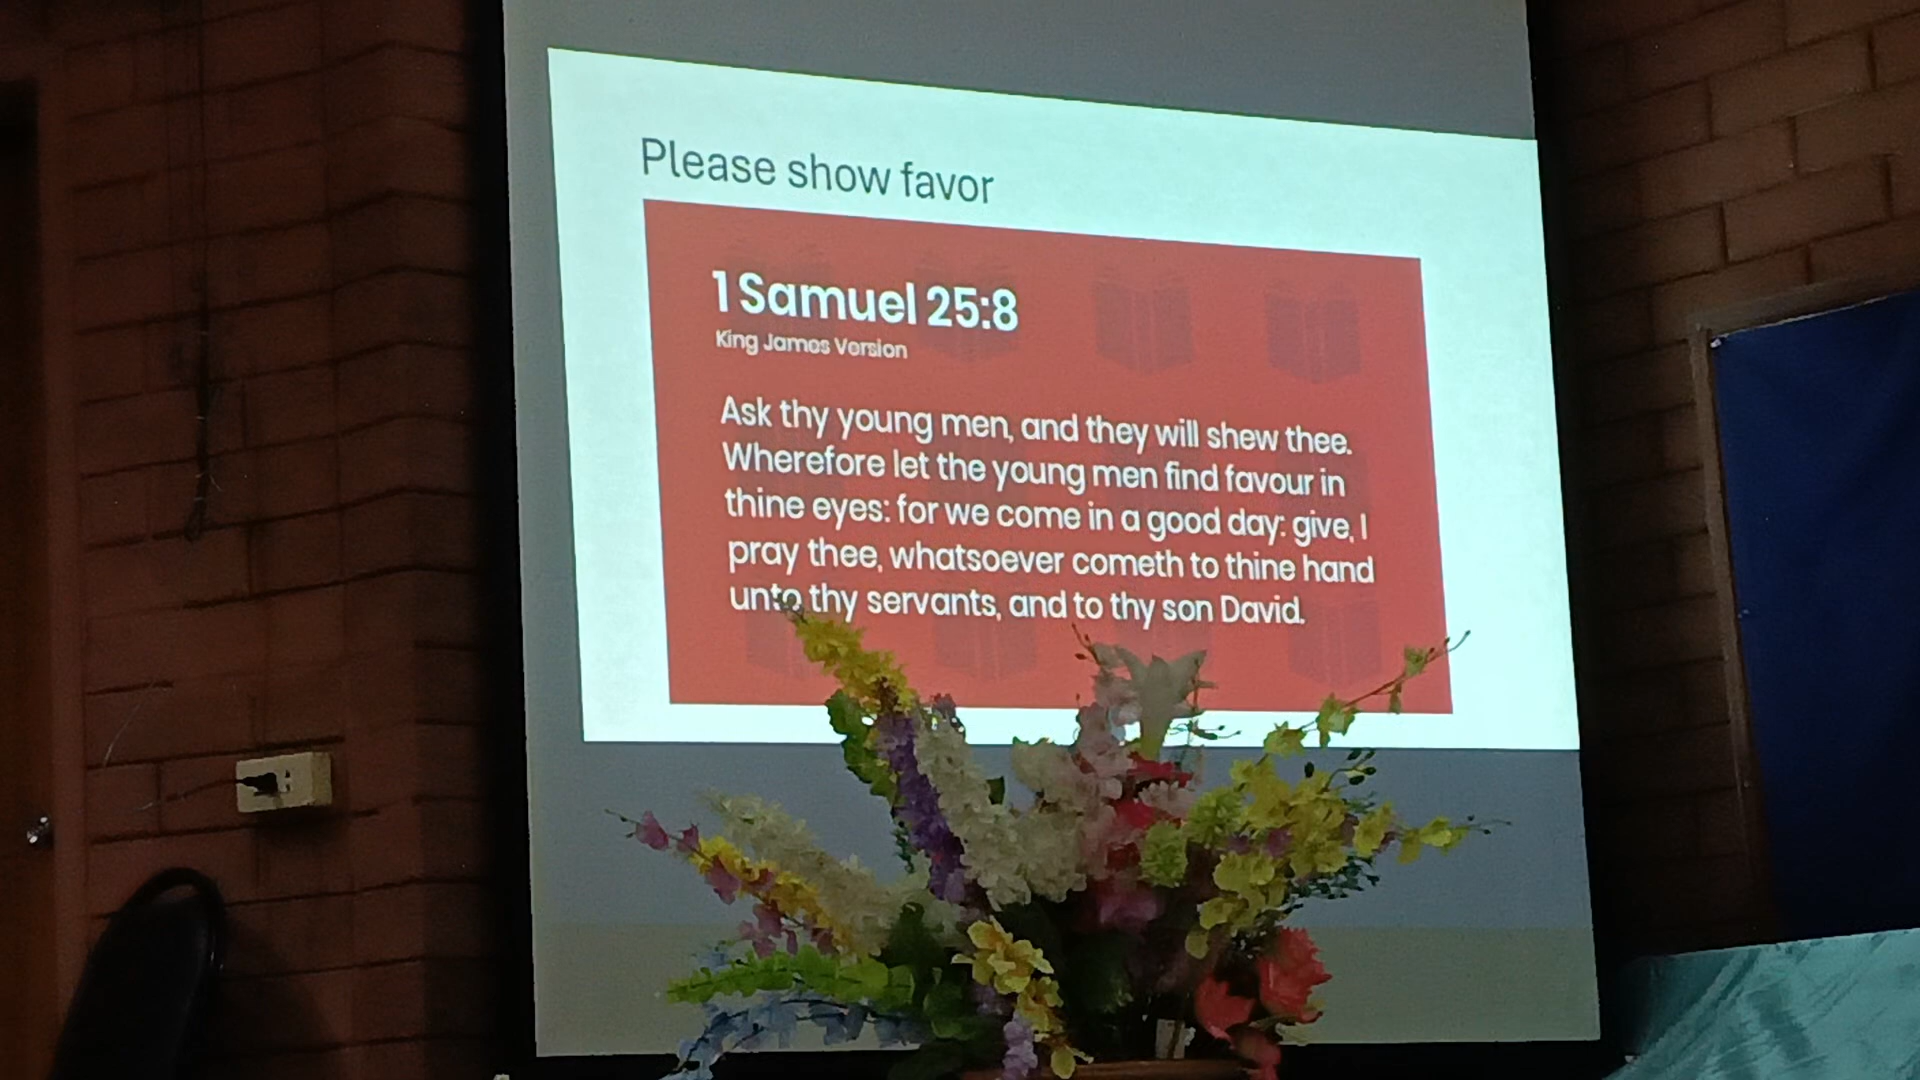 Please show favor
1 Samuel 25:8
King James Version
Ask thy young men, and they will shew thee.
Wherefore let the young men find favour in
thine eyes: for we come in a good day: give, I
pray thee, whatsoever cometh to thine hand
unto thy servants, and to thy son David.